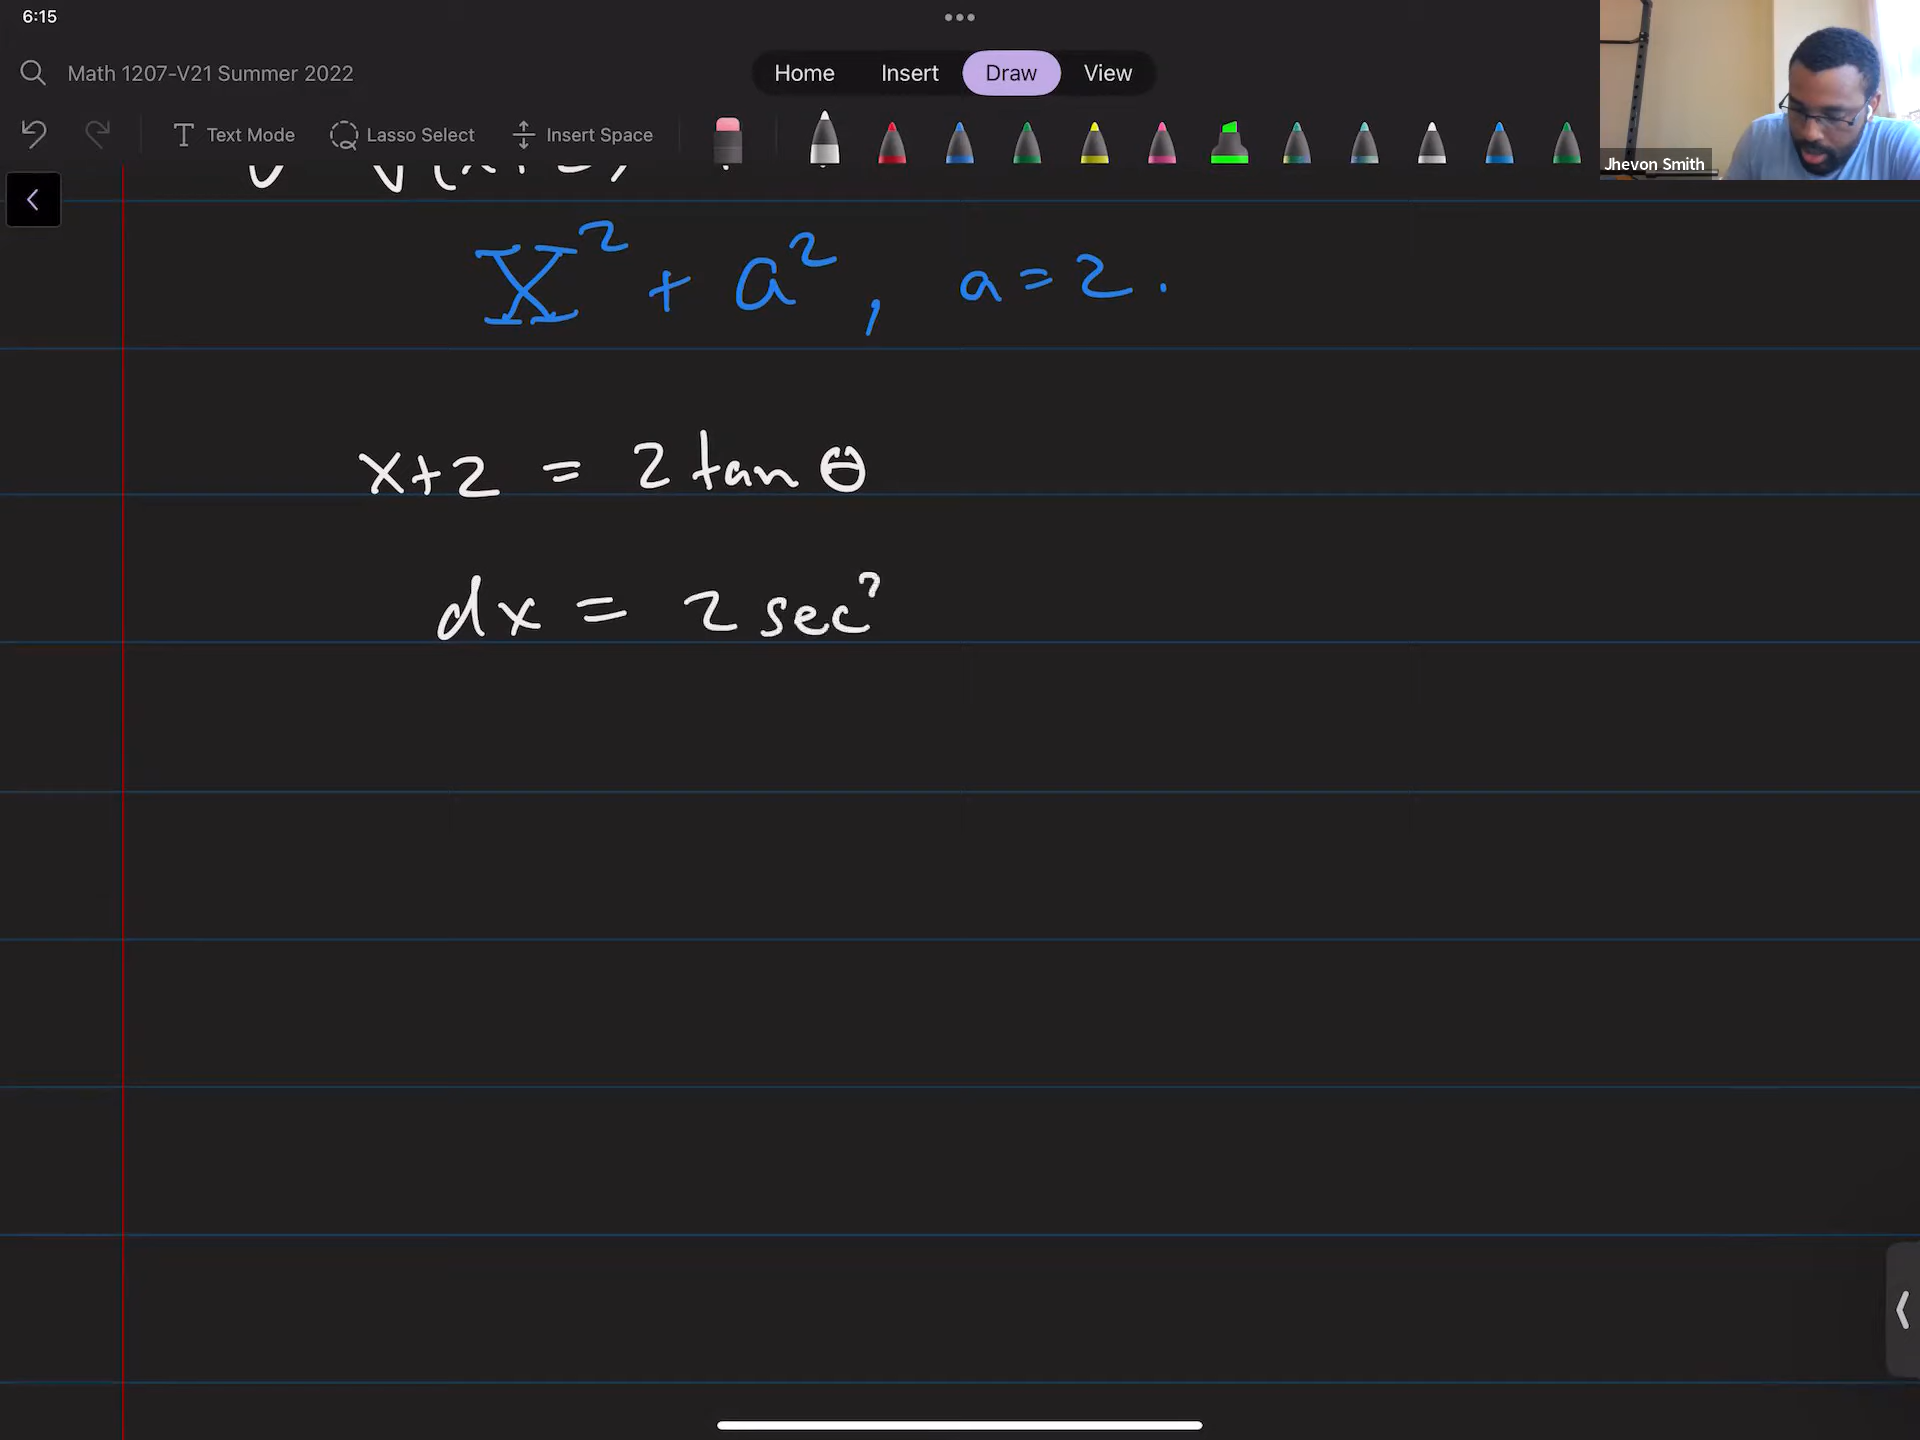 6:15
Math 1207-V21 Summer 2022
Home Insert Draw View
Text Mode Lasso Select Insert Space
Jhevon Smith
X² + a², a = 2.
x+2 = 2 tan θ
dx = 2 sec²